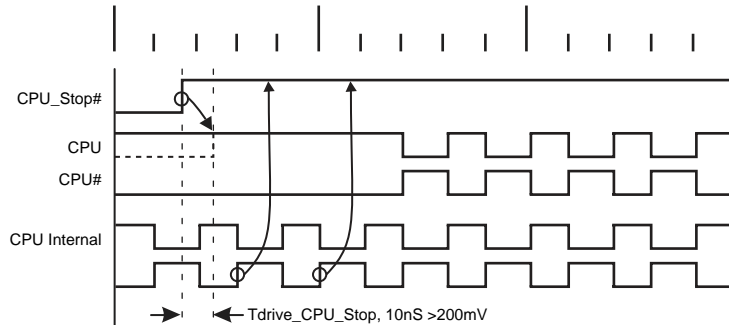 CPU_Stop#
CPU
CPU#
CPU Internal
Tdrive_CPU_Stop, 10nS >200mV